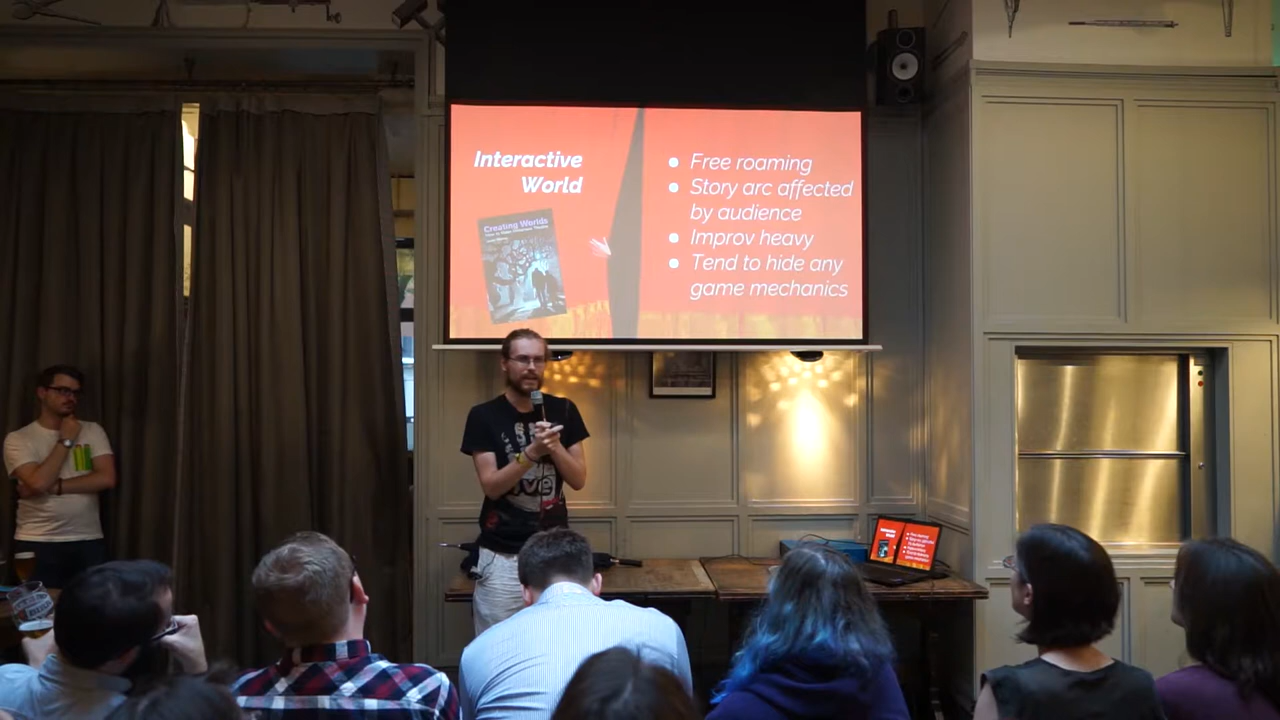 Interactive
World
Creating Worlds
Free roaming
Story arc affected
by audience
Improv heavy
Tend to hide any
game mechanics